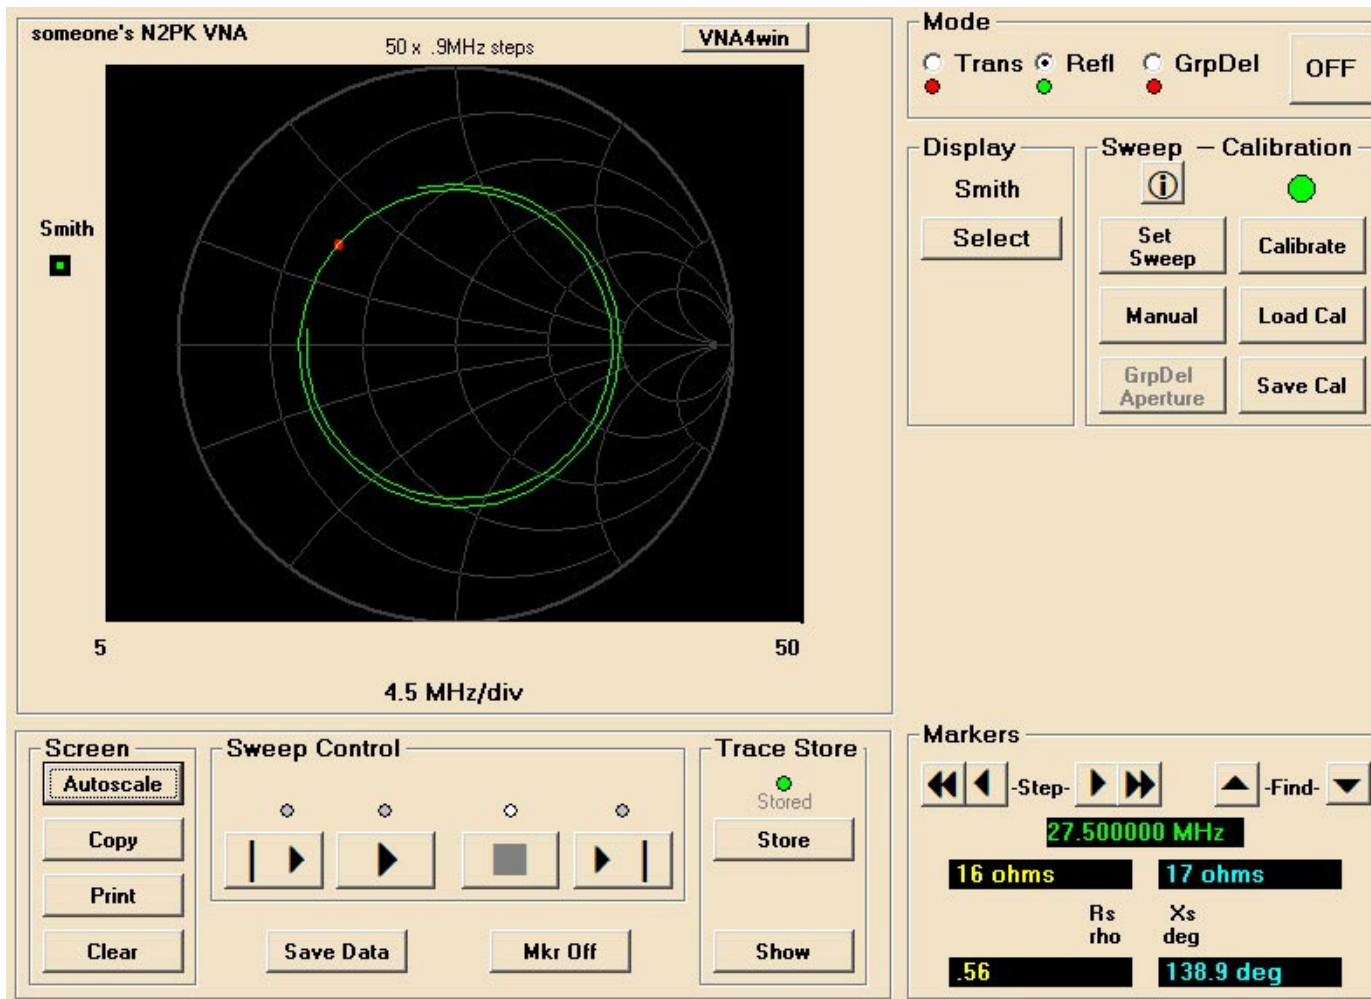 someone's N2PK VNA
50 x .9MHz steps
VNA4win
Smith
5
50
4.5 MHz/div
Mode
Trans
Refl
GrpDel
OFF
Display
Smith
Select
Sweep – Calibration
Set
Sweep
Calibrate
Manual
Load Cal
GrpDel
Aperture
Save Cal
Screen
Autoscale
Copy
Print
Clear
Sweep Control
Save Data
Mkr Off
Trace Store
Stored
Store
Show
Markers
-Step-
-Find-
27.500000 MHz
16 ohms
17 ohms
Rs
Xs
rho
deg
.56
138.9 deg